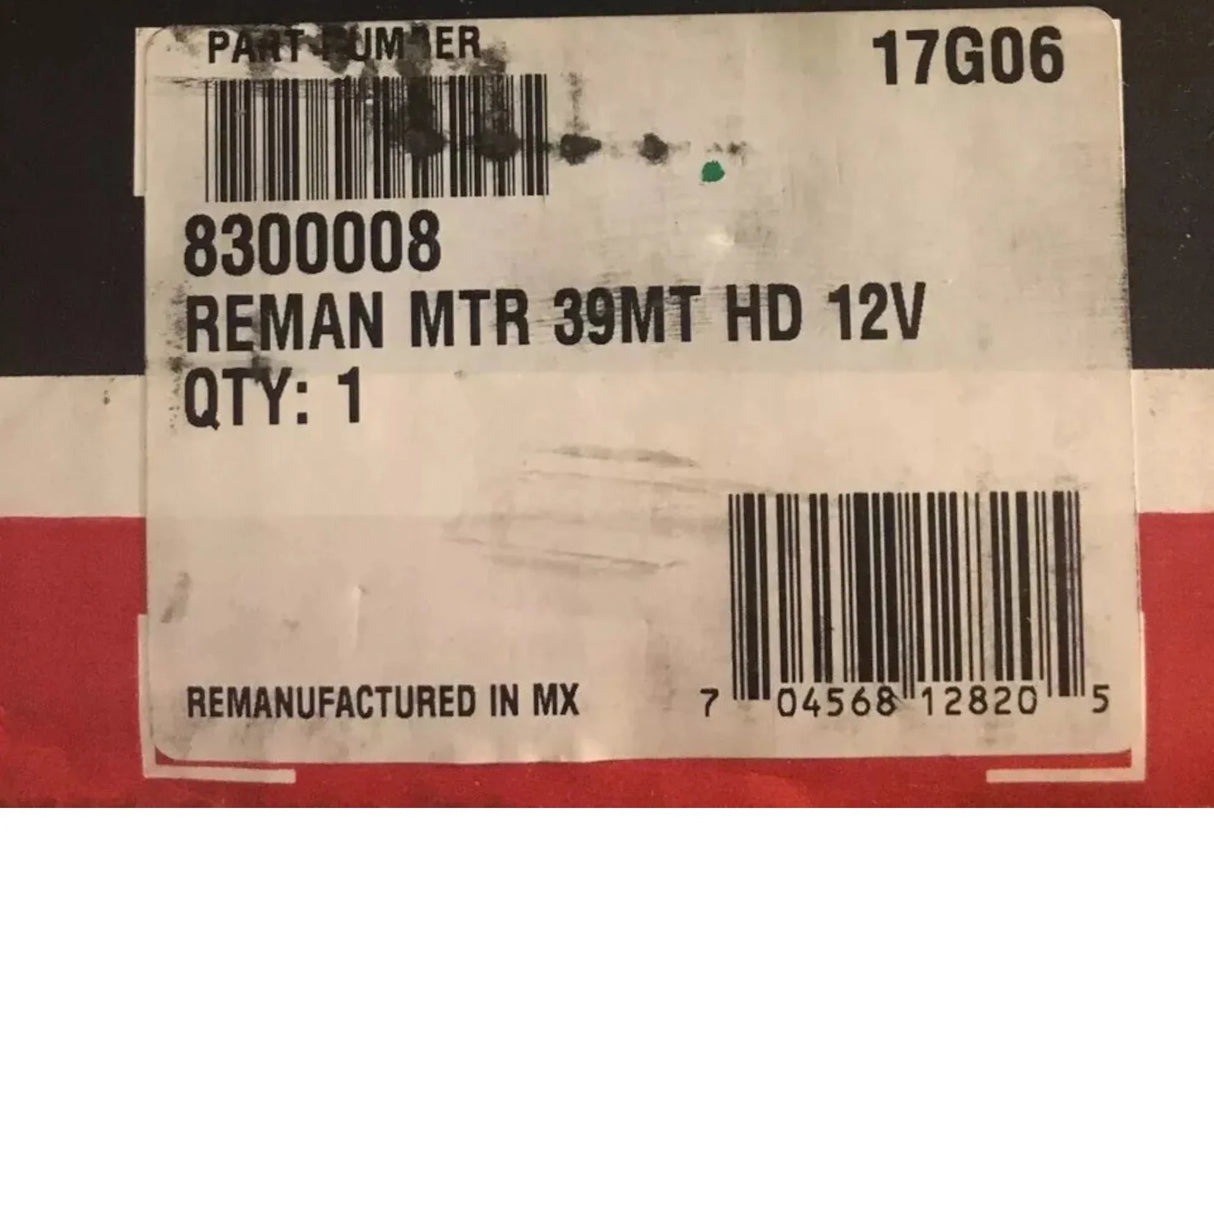 PART NUMBER
17G06
8300008
REMAN MTR 39MT HD 12V
QTY: 1
REMANUFACTURED IN MX
7 04568 12820 5